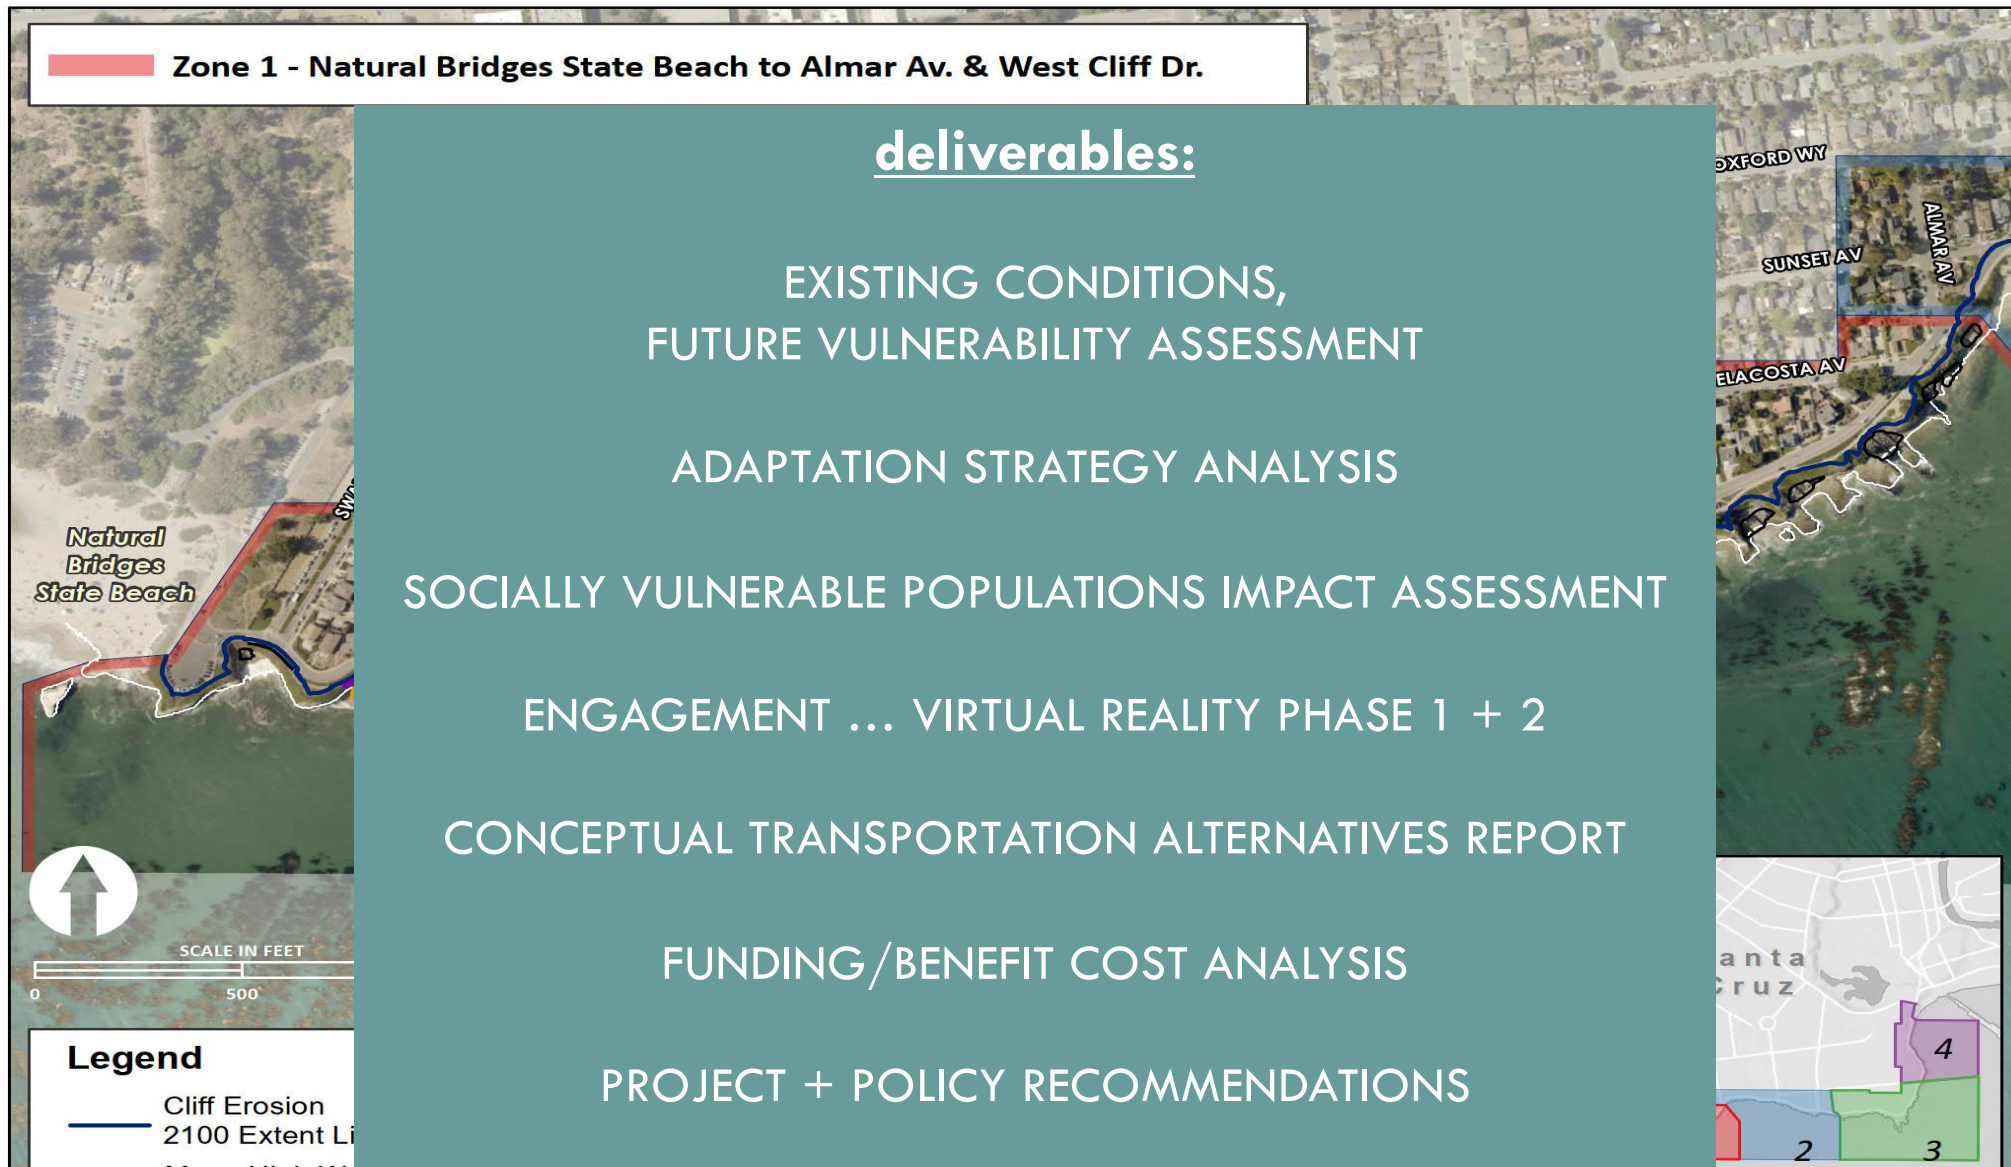 Zone 1 - Natural Bridges State Beach to Almar Av. & West Cliff Dr.
deliverables:
EXISTING CONDITIONS,
FUTURE VULNERABILITY ASSESSMENT
ADAPTATION STRATEGY ANALYSIS
SOCIALLY VULNERABLE POPULATIONS IMPACT ASSESSMENT
ENGAGEMENT ... VIRTUAL REALITY PHASE 1 + 2
CONCEPTUAL TRANSPORTATION ALTERNATIVES REPORT
FUNDING/BENEFIT COST ANALYSIS
PROJECT + POLICY RECOMMENDATIONS
OXFORD WY
ALMAR AV
SUNSET AV
ELACOSTA AV
Natural
Bridges
State Beach
SCALE IN FEET
0 500
Legend
Cliff Erosion
2100 Extent Li
anta
Cruz
4
2 3